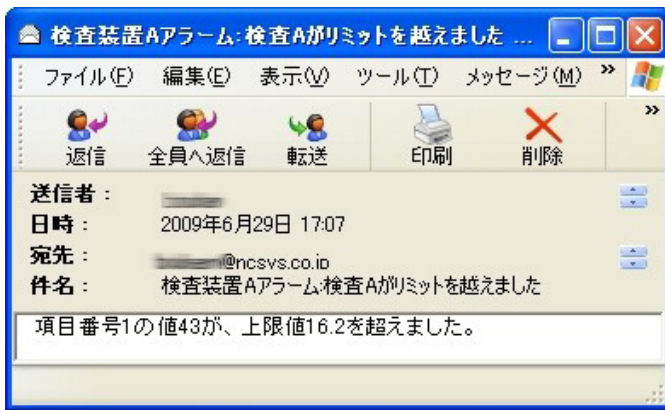 検査装置Aアラーム:検査Aがリミットを越えました ...
ファイル(F) 編集(E) 表示(V) ツール(T) メッセージ(M) »
返信 全員へ返信 転送 印刷 削除 »
送信者：
日時： 2009年6月29日 17:07
宛先： @ncsvs.co.jp
件名： 検査装置Aアラーム:検査Aがリミットを越えました
項目番号1の値43が、上限値16.2を超えました。